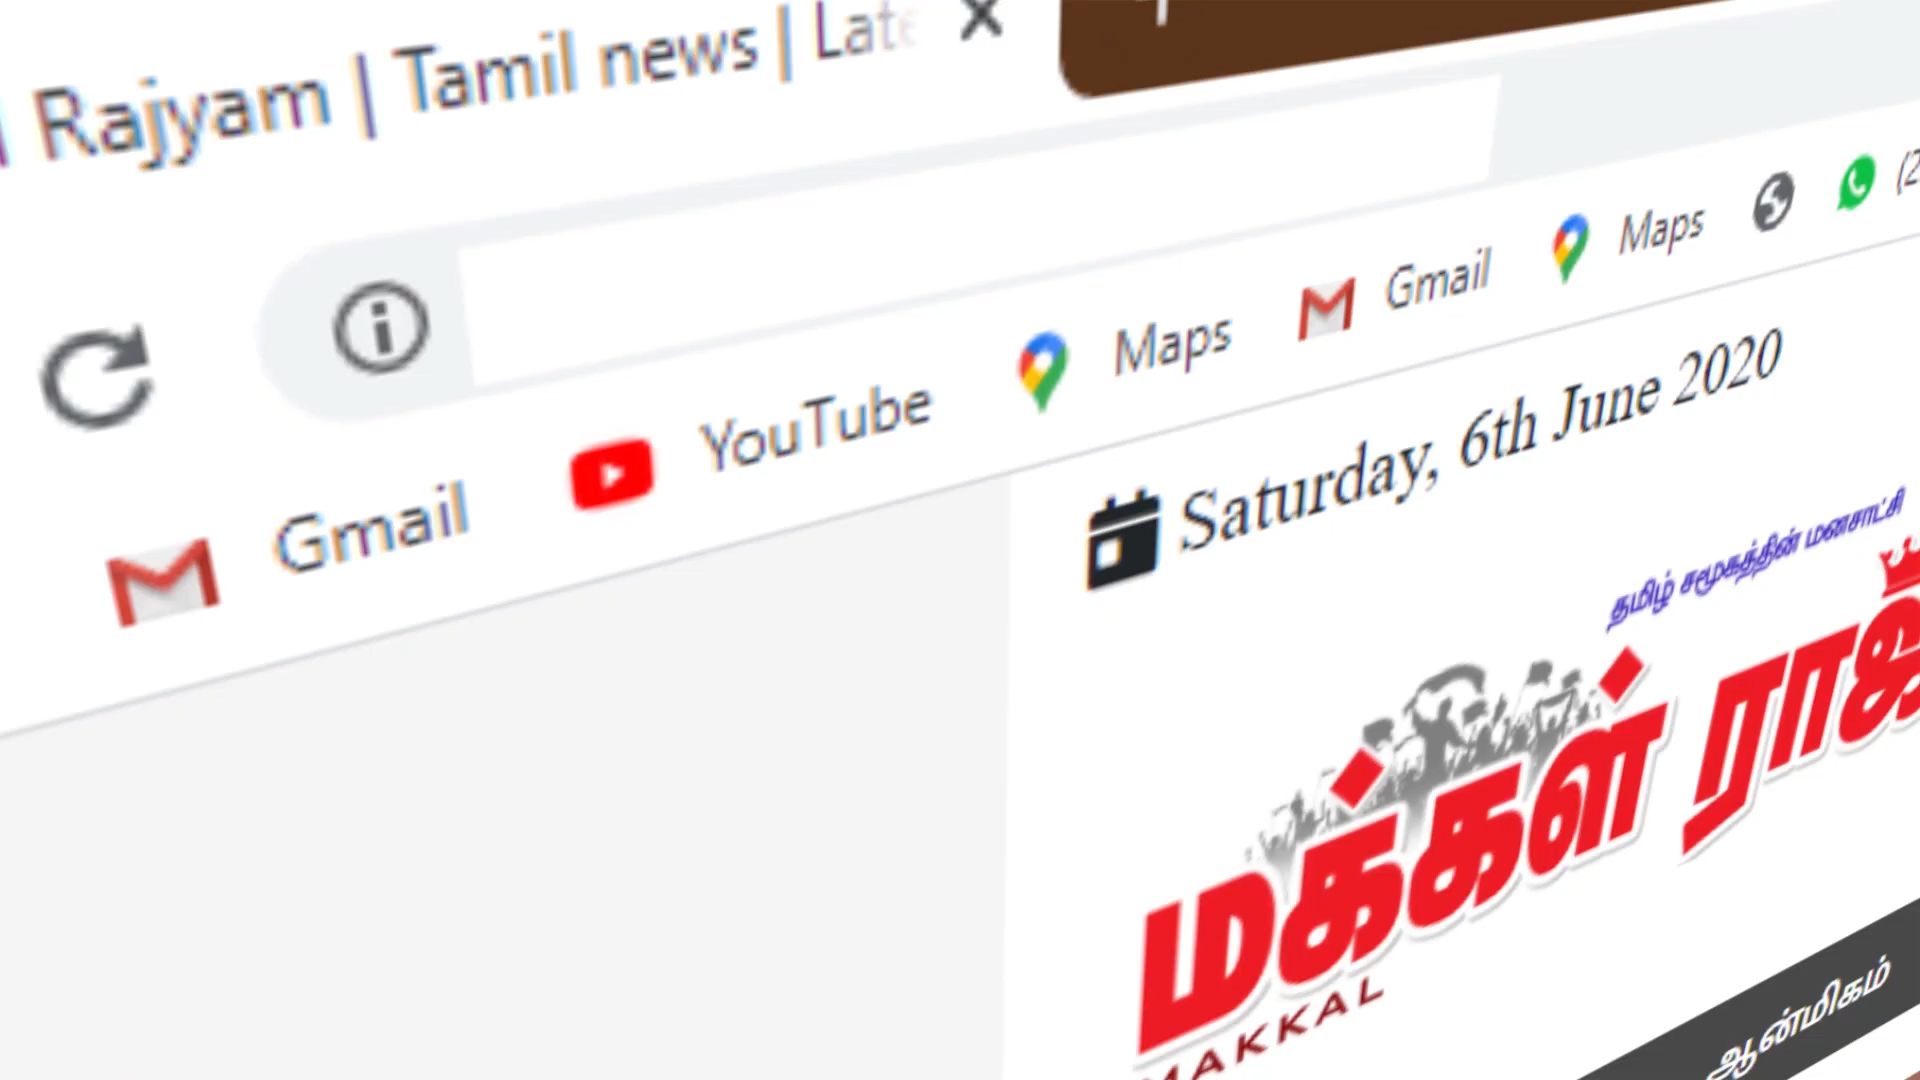 Rajyam | Tamil news |
Gmail YouTube Maps Gmail Maps
Saturday, 6th June 2020
தமிழ் சமூகத்தின் மனசாட்சி
மக்கள்
MAKKAL
ஆன்மிகம்